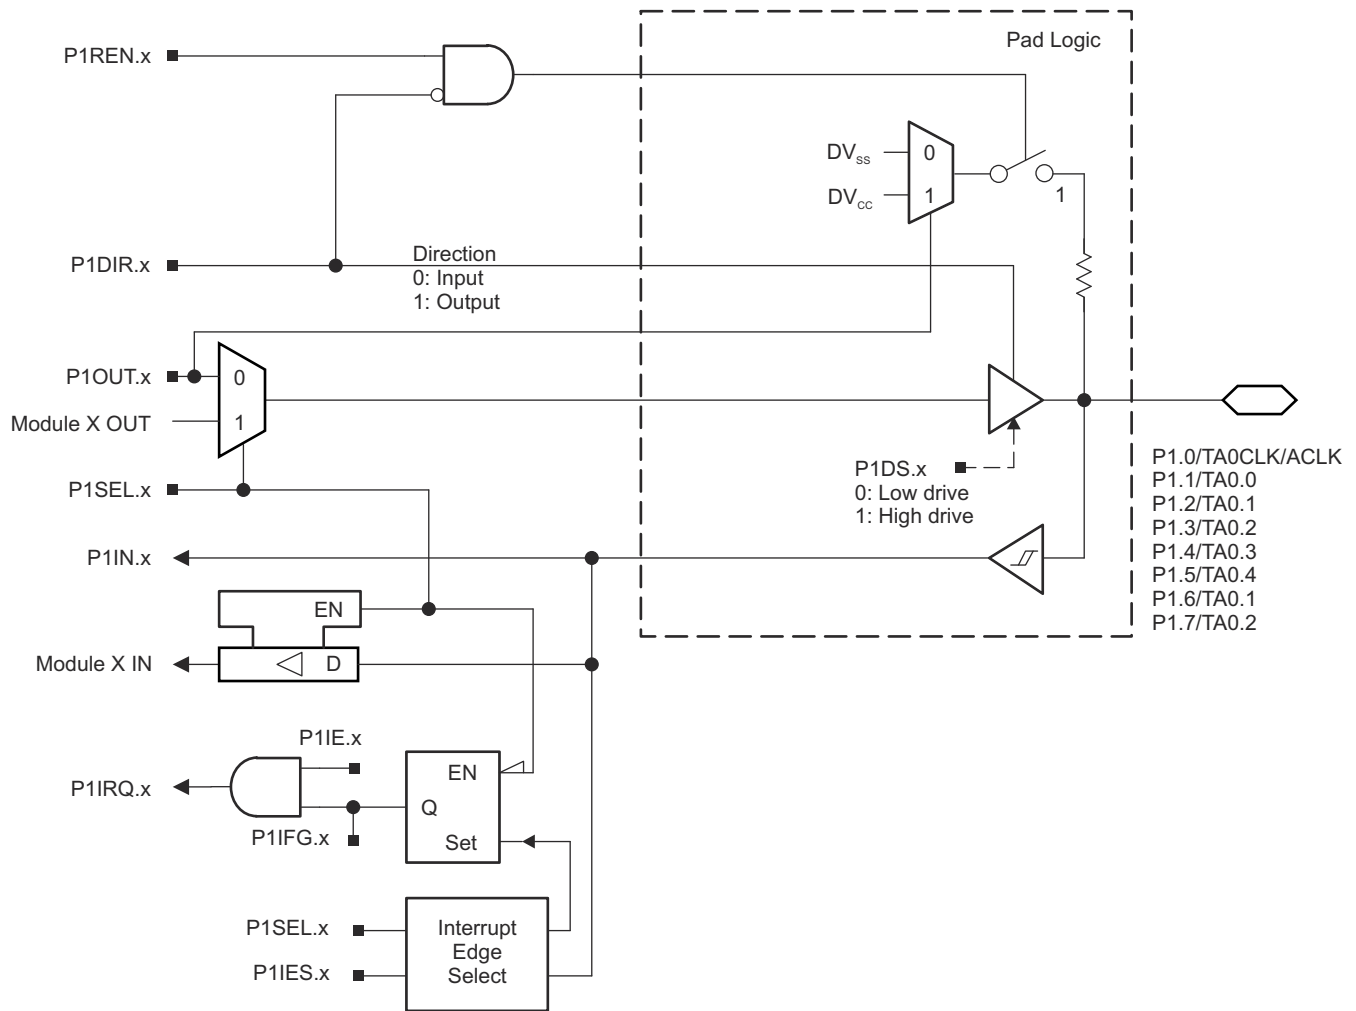 P1REN.x
Pad Logic
DVSS
0
DVCC
1
1
P1DIR.x
Direction
0: Input
1: Output
P1OUT.x
0
Module X OUT
1
P1SEL.x
P1DS.x
0: Low drive
1: High drive
P1.0/TA0CLK/ACLK
P1.1/TA0.0
P1.2/TA0.1
P1.3/TA0.2
P1.4/TA0.3
P1.5/TA0.4
P1.6/TA0.1
P1.7/TA0.2
P1IN.x
EN
Module X IN
D
P1IE.x
EN
P1IRQ.x
Q
P1IFG.x
Set
P1SEL.x
P1IES.x
Interrupt
Edge
Select